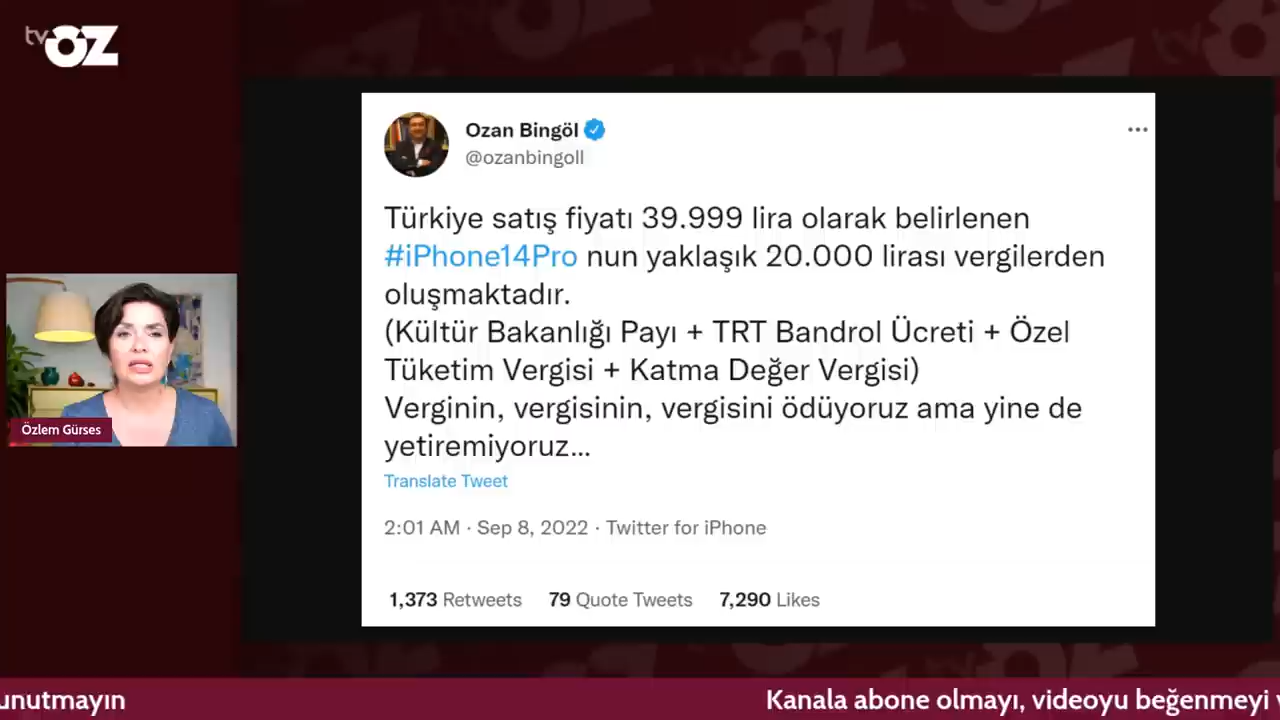 tvÖZ
Ozan Bingöl
@ozanbingoll
Türkiye satış fiyatı 39.999 lira olarak belirlenen
#iPhone14Pro nun yaklaşık 20.000 lirası vergilerden
oluşmaktadır.
(Kültür Bakanlığı Payı + TRT Bandrol Ücreti + Özel
Tüketim Vergisi + Katma Değer Vergisi)
Verginin, vergisinin, vergisini ödüyoruz ama yine de
yetiremiyoruz...
Translate Tweet
2:01 AM · Sep 8, 2022 · Twitter for iPhone
1,373 Retweets 79 Quote Tweets 7,290 Likes
Özlem Gürses
unutmayın Kanala abone olmayı, videoyu beğenmeyi